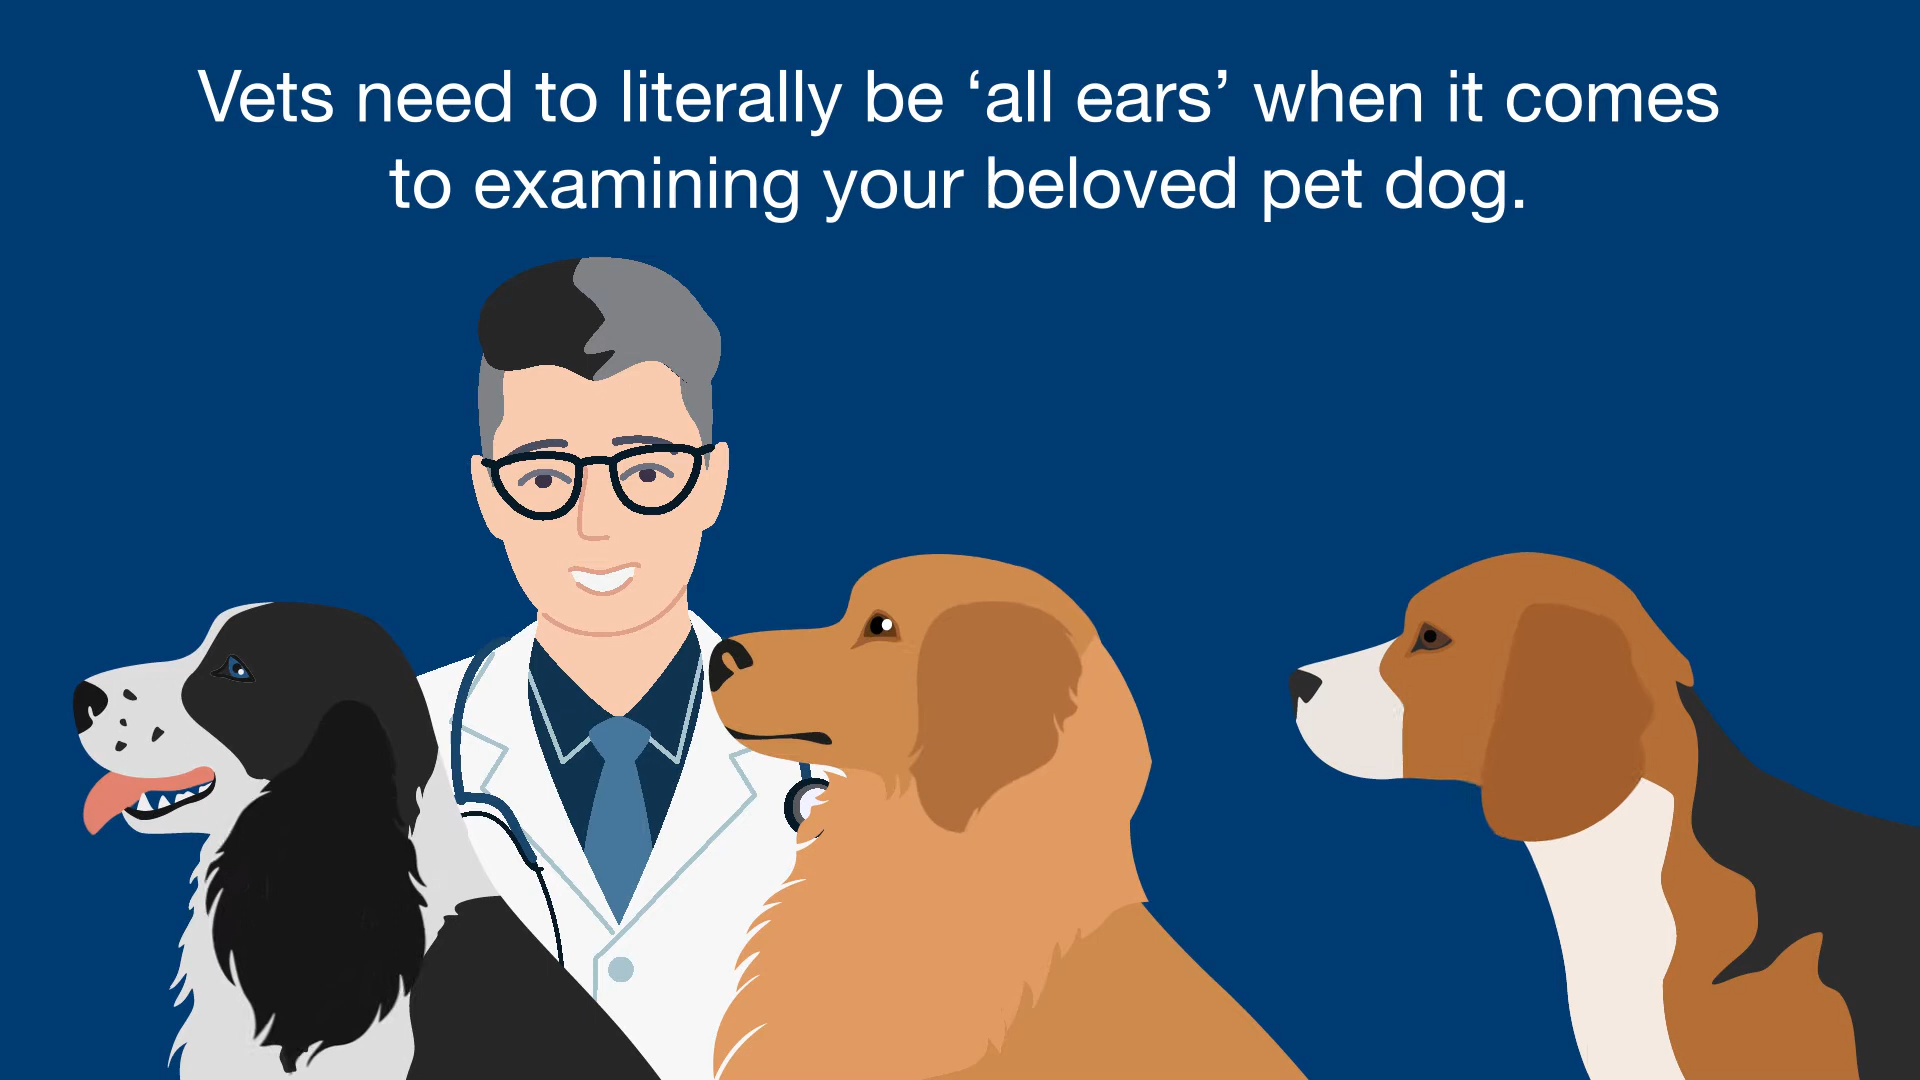 Vets need to literally be ‘all ears’ when it comes
to examining your beloved pet dog.